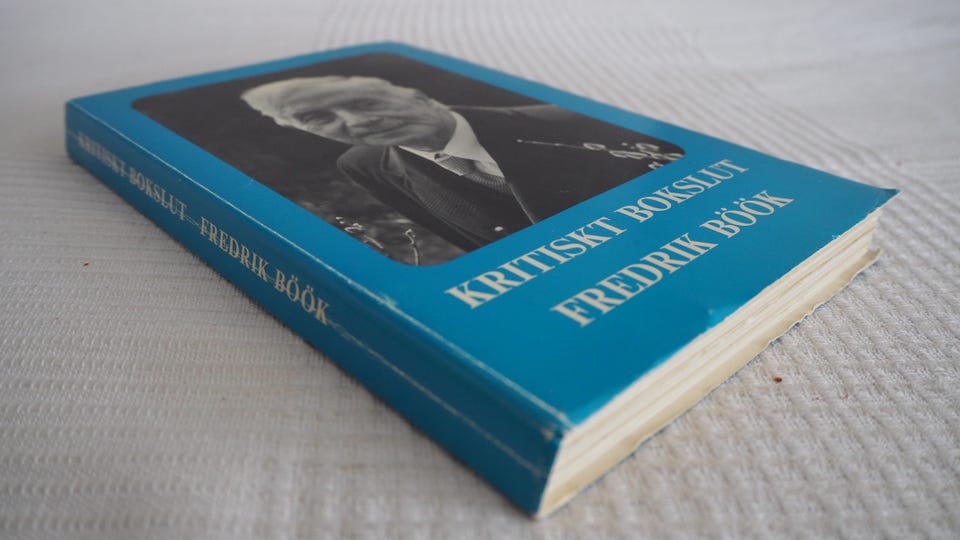 KRITISKT BOKSLUT
FREDRIK BÖÖK
KRITISKT BOKSLUT FREDRIK BÖÖK